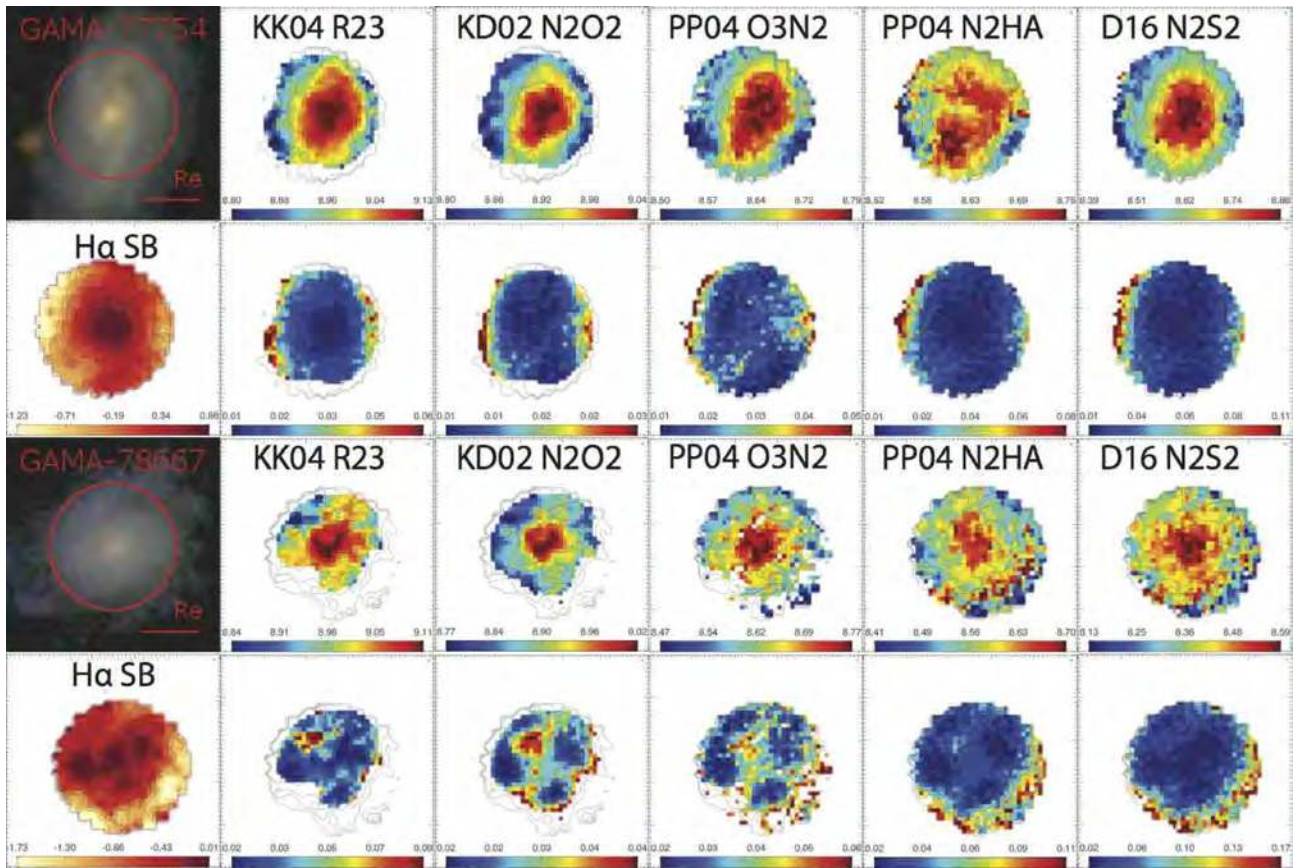 GAMA-77754 KK04 R23 KD02 N2O2 PP04 O3N2 PP04 N2HA D16 N2S2
Re
8.80 8.88 8.96 9.04 9.13 8.80 8.86 8.92 8.98 9.04 8.50 8.57 8.64 8.72 8.79 8.52 8.58 8.63 8.69 8.75 8.39 8.51 8.62 8.74 8.86
Hα SB
-1.23 -0.71 -0.19 0.34 0.86 0.01 0.02 0.03 0.05 0.06 0.01 0.01 0.02 0.02 0.03 0.01 0.02 0.03 0.04 0.05 0.01 0.02 0.04 0.06 0.08 0.01 0.04 0.06 0.08 0.11
GAMA-78667 KK04 R23 KD02 N2O2 PP04 O3N2 PP04 N2HA D16 N2S2
Re
8.84 8.91 8.98 9.05 9.11 8.77 8.84 8.90 8.96 9.02 8.47 8.54 8.62 8.69 8.77 8.41 8.49 8.56 8.63 8.70 8.13 8.25 8.36 8.48 8.59
Hα SB
-1.73 -1.30 -0.86 -0.43 0.01 0.02 0.03 0.05 0.07 0.08 0.01 0.02 0.03 0.04 0.02 0.03 0.04 0.05 0.06 0.02 0.04 0.07 0.09 0.11 0.02 0.06 0.10 0.13 0.17